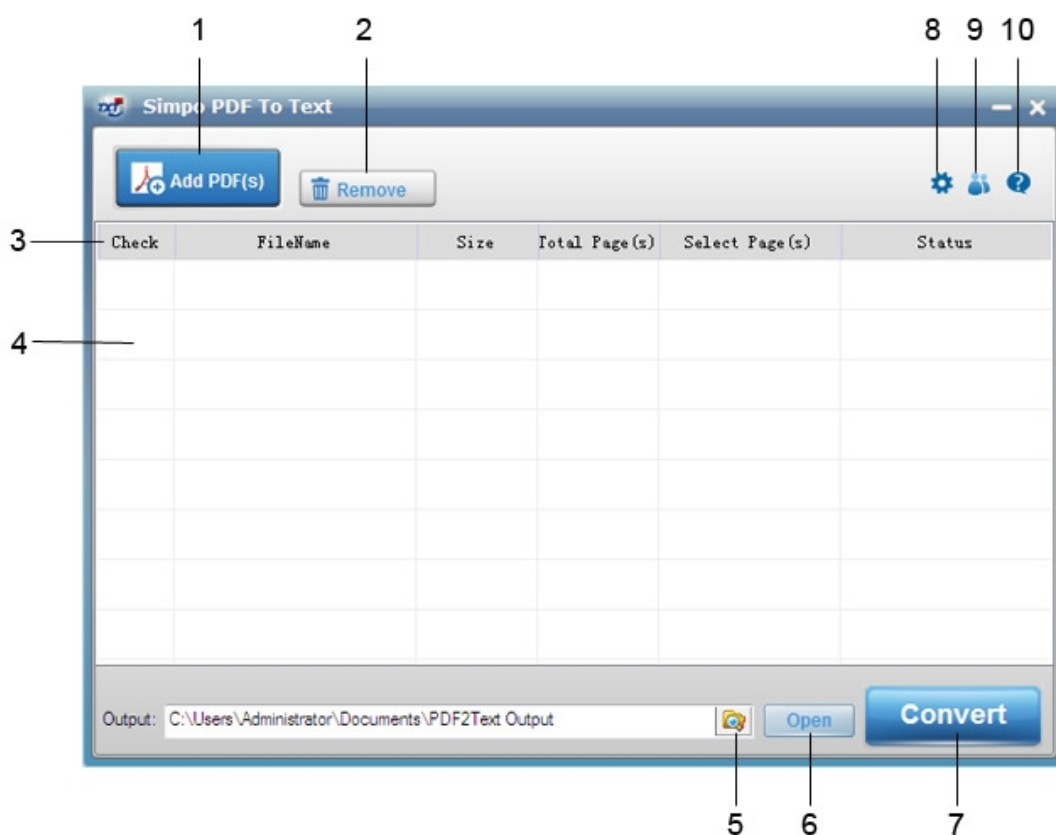 1 2 8 9 10
TXT Simpo PDF To Text
Add PDF(s) Remove
3 Check FileName Size Total Page(s) Select Page(s) Status
4
Output: C:\Users\Administrator\Documents\PDF2Text Output Open Convert
5 6 7